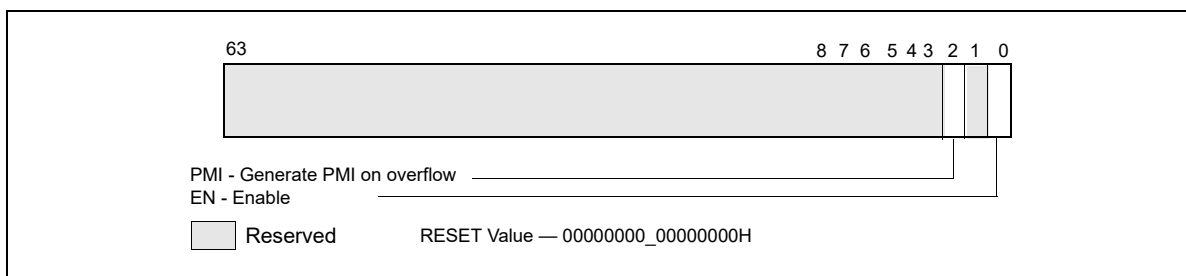 63 8 7 6 5 4 3 2 1 0
PMI - Generate PMI on overflow
EN - Enable
Reserved RESET Value — 00000000_00000000H